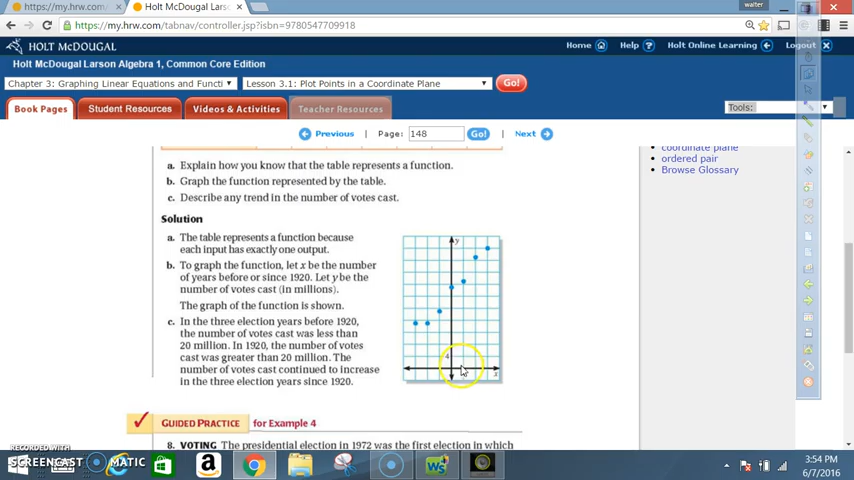 https://my.hrw.com/tabnav/
Holt McDougal Larson
walter
https://my.hrw.com/tabnav/controller.jsp?isbn=9780547709918
HOLT McDOUGAL
Home
Help
Holt Online Learning
Logout
Holt McDougal Larson Algebra 1, Common Core Edition
Chapter 3: Graphing Linear Equations and Functi
Lesson 3.1: Plot Points in a Coordinate Plane
Go!
Book Pages
Student Resources
Videos & Activities
Teacher Resources
Tools:
Previous | Page: 148 Go! | Next
coordinate plane
ordered pair
Browse Glossary
a. Explain how you know that the table represents a function.
b. Graph the function represented by the table.
c. Describe any trend in the number of votes cast.
Solution
a. The table represents a function because
each input has exactly one output.
b. To graph the function, let x be the number
of years before or since 1920. Let y be the
number of votes cast (in millions).
The graph of the function is shown.
c. In the three election years before 1920,
the number of votes cast was less than
20 million. In 1920, the number of votes
cast was greater than 20 million. The
number of votes cast continued to increase
in the three election years since 1920.
y
4
x
GUIDED PRACTICE for Example 4
8. VOTING The presidential election in 1972 was the first election in which
RECORDED WITH
SCREENCAST MATIC
3:54 PM
6/7/2016